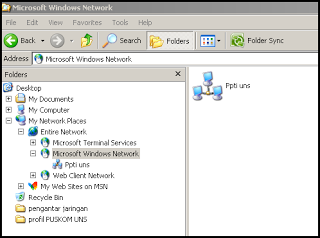 Microsoft Windows Network
File Edit View Favorites Tools Help
Back Search Folders Folder Sync
Address Microsoft Windows Network
Folders
Desktop
My Documents
My Computer
My Network Places
Entire Network
Microsoft Terminal Services
Microsoft Windows Network
Ppti uns
Web Client Network
My Web Sites on MSN
Recycle Bin
pengantar jaringan
profil PUSKOM UNS
Ppti uns